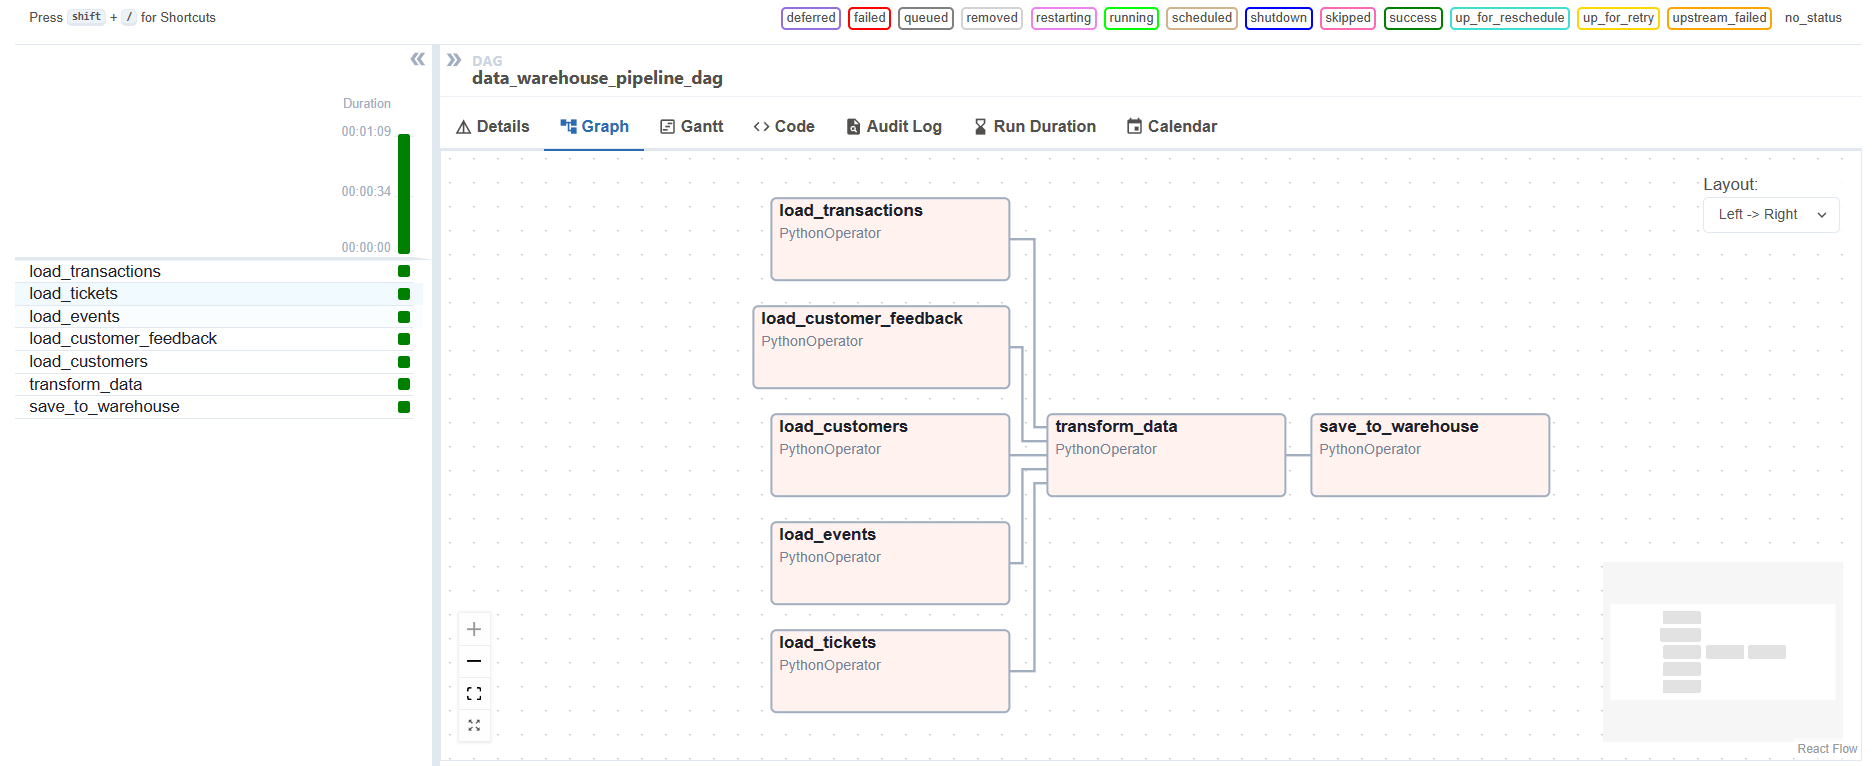 Press shift + / for Shortcuts
deferred failed queued removed restarting running scheduled shutdown skipped success up_for_reschedule up_for_retry upstream_failed no_status
DAG
data_warehouse_pipeline_dag
Details Graph Gantt Code Audit Log Run Duration Calendar
Duration
00:01:09
00:00:34
00:00:00
load_transactions
load_tickets
load_events
load_customer_feedback
load_customers
transform_data
save_to_warehouse
Layout:
Left -> Right
load_transactions
PythonOperator
load_customer_feedback
PythonOperator
load_customers
PythonOperator
transform_data
PythonOperator
save_to_warehouse
PythonOperator
load_events
PythonOperator
load_tickets
PythonOperator
React Flow